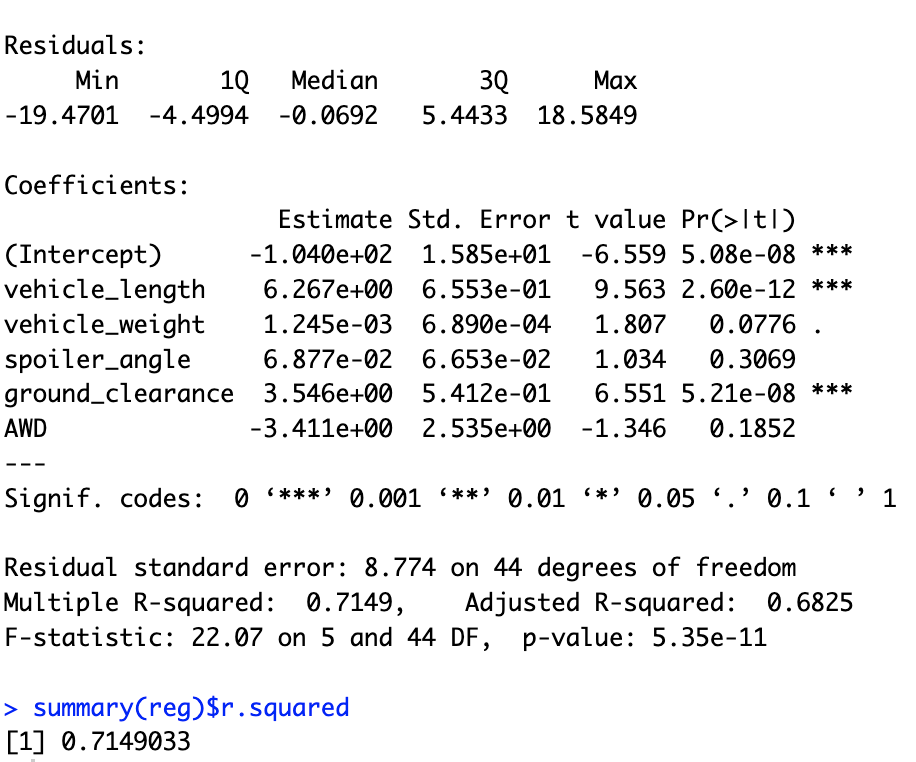 Residuals:
     Min       1Q   Median       3Q      Max
-19.4701  -4.4994  -0.0692   5.4433  18.5849

Coefficients:
                   Estimate Std. Error t value Pr(>|t|)
(Intercept)      -1.040e+02  1.585e+01  -6.559 5.08e-08 ***
vehicle_length    6.267e+00  6.553e-01   9.563 2.60e-12 ***
vehicle_weight    1.245e-03  6.890e-04   1.807   0.0776 .
spoiler_angle     6.877e-02  6.653e-02   1.034   0.3069
ground_clearance  3.546e+00  5.412e-01   6.551 5.21e-08 ***
AWD              -3.411e+00  2.535e+00  -1.346   0.1852
---
Signif. codes:  0 ‘***’ 0.001 ‘**’ 0.01 ‘*’ 0.05 ‘.’ 0.1 ‘ ’ 1

Residual standard error: 8.774 on 44 degrees of freedom
Multiple R-squared:  0.7149,    Adjusted R-squared:  0.6825
F-statistic: 22.07 on 5 and 44 DF,  p-value: 5.35e-11

> summary(reg)$r.squared
[1] 0.7149033